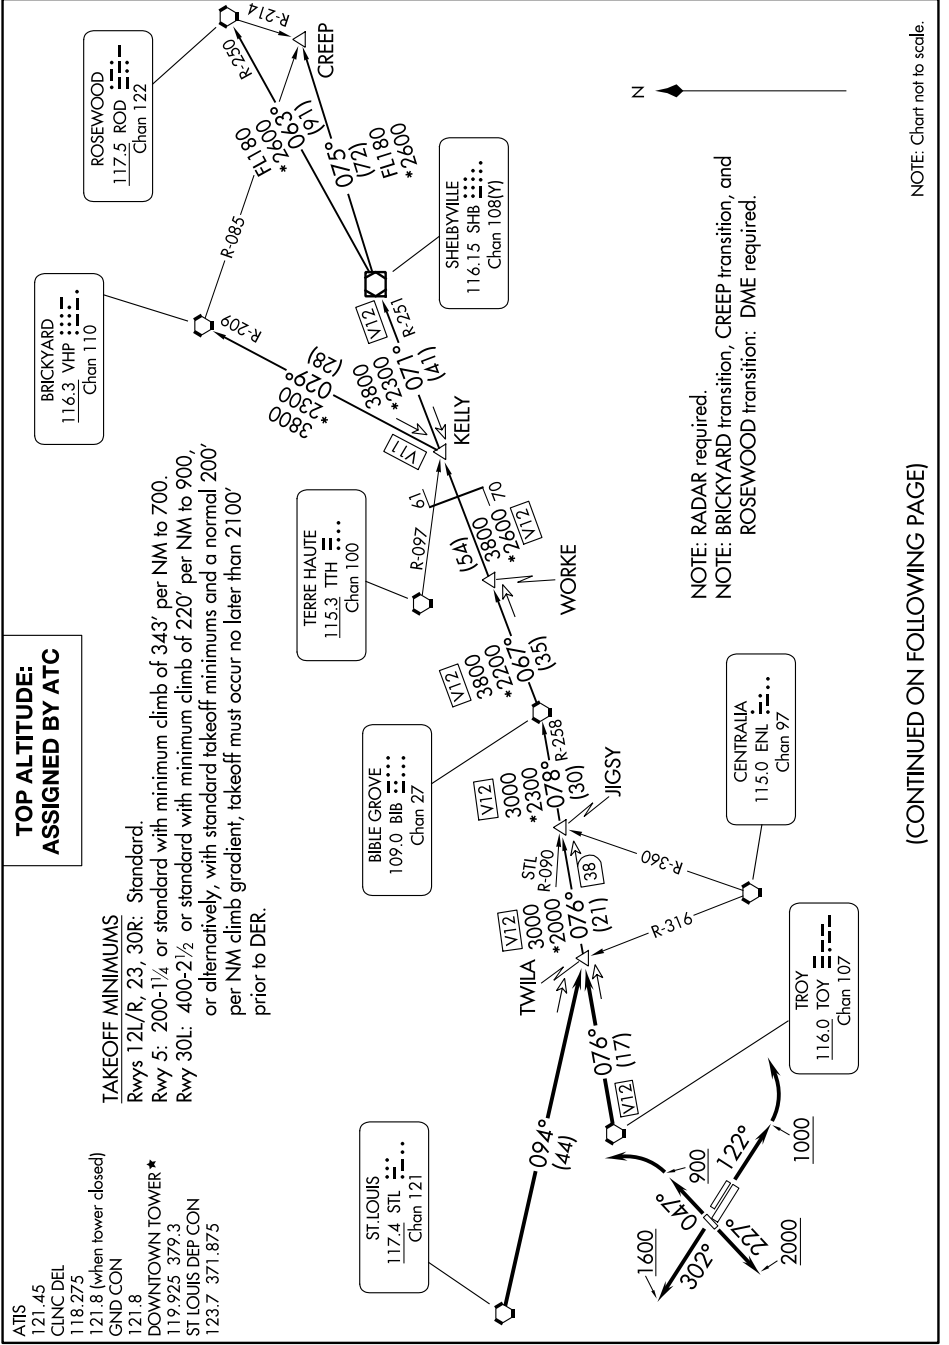 TOP ALTITUDE:
ASSIGNED BY ATC
ATIS
121.45
CLNC DEL
118.275
121.8 (when tower closed)
GND CON
121.8
DOWNTOWN TOWER★
119.925 379.3
ST LOUIS DEP CON
123.7 371.875
TAKEOFF MINIMUMS
Rwys 12L/R, 23, 30R: Standard.
Rwy 5: 200-1¼ or standard with minimum climb of 343' per NM to 700.
Rwy 30L: 400-2½ or standard with minimum climb of 220' per NM to 900,
or alternatively, with standard takeoff minimums and a normal 200'
per NM climb gradient, takeoff must occur no later than 2100'
prior to DER.
ST.LOUIS
117.4 STL
Chan 121
094°
(44)
1600
302°
047°
900
227°
2000
122°
1000
TROY
116.0 TOY
Chan 107
V12
076°
(17)
TWILA
V12
3000
*2000
076°
(21)
STL
R-090
38
R-316
R-360
CENTRALIA
115.0 ENL
Chan 97
JIGSY
V12
3000
*2300
078°
(30)
R-258
BIBLE GROVE
109.0 BIB
Chan 27
V12
3800
*2200
067°
(35)
WORKE
(54)
3800
*2600
V12
61
70
TERRE HAUTE
115.3 TTH
Chan 100
R-097
KELLY
V11
3800
*2300
029°
(28)
R-209
BRICKYARD
116.3 VHP
Chan 110
R-085
V12
3800
*2300
071°
(41)
R-251
SHELBYVILLE
116.15 SHB
Chan 108(Y)
FL180
*2600
063°
(91)
R-250
075°
(72)
FL180
*2600
ROSEWOOD
117.5 ROD
Chan 122
R-214
CREEP
N
NOTE: RADAR required.
NOTE: BRICKYARD transition, CREEP transition, and
ROSEWOOD transition: DME required.
NOTE: Chart not to scale.
(CONTINUED ON FOLLOWING PAGE)